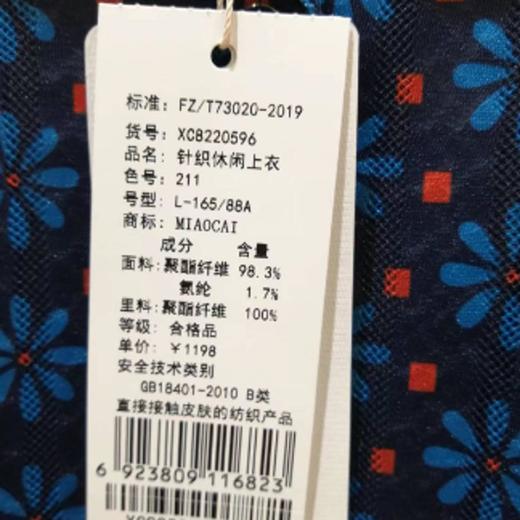 标准: FZ/T73020-2019
货号: XC8220596
品名: 针织休闲上衣
色号: 211
号型: L-165/88A
商标: MIAOCAI
成分 含量
面料: 聚酯纤维 98.3%
氨纶 1.7%
里料: 聚酯纤维 100%
等级: 合格品
单价: ￥1198
安全技术类别
GB18401-2010 B类
直接接触皮肤的纺织产品
6 923809 116823